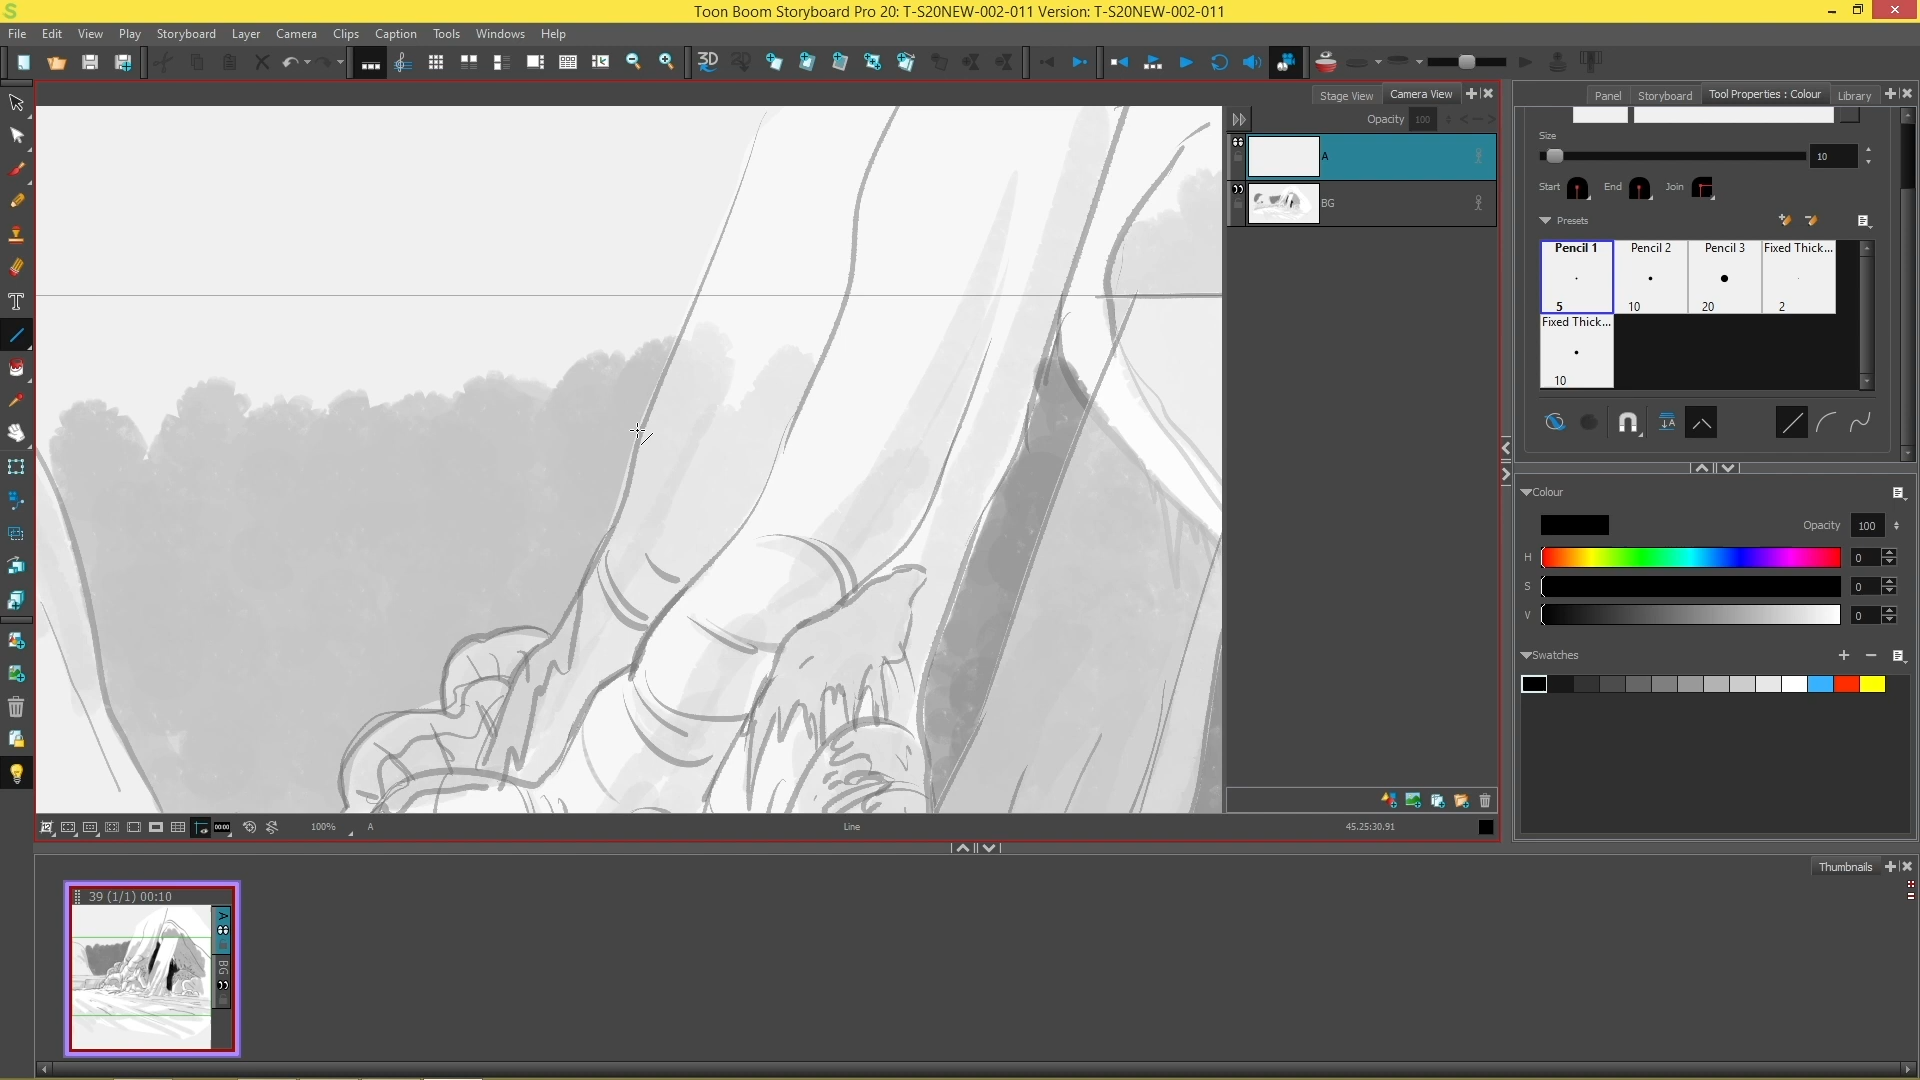 Toon Boom Storyboard Pro 20: T-S20NEW-002-011 Version: T-S20NEW-002-011
File Edit View Play Storyboard Layer Camera Clips Caption Tools Windows Help
3D
Stage View Camera View
Panel Storyboard Tool Properties : Colour Library
Opacity 100
A
BG
Size
10
Start End Join
Presets
Pencil 1 Pencil 2 Pencil 3 Fixed Thick...
5 10 20 2
Fixed Thick...
10
Colour
Opacity 100
H 0
S 0
V 0
Swatches
100% A Line 45.25:30.91
Thumbnails
39 (1/1) 00:10
A
BG